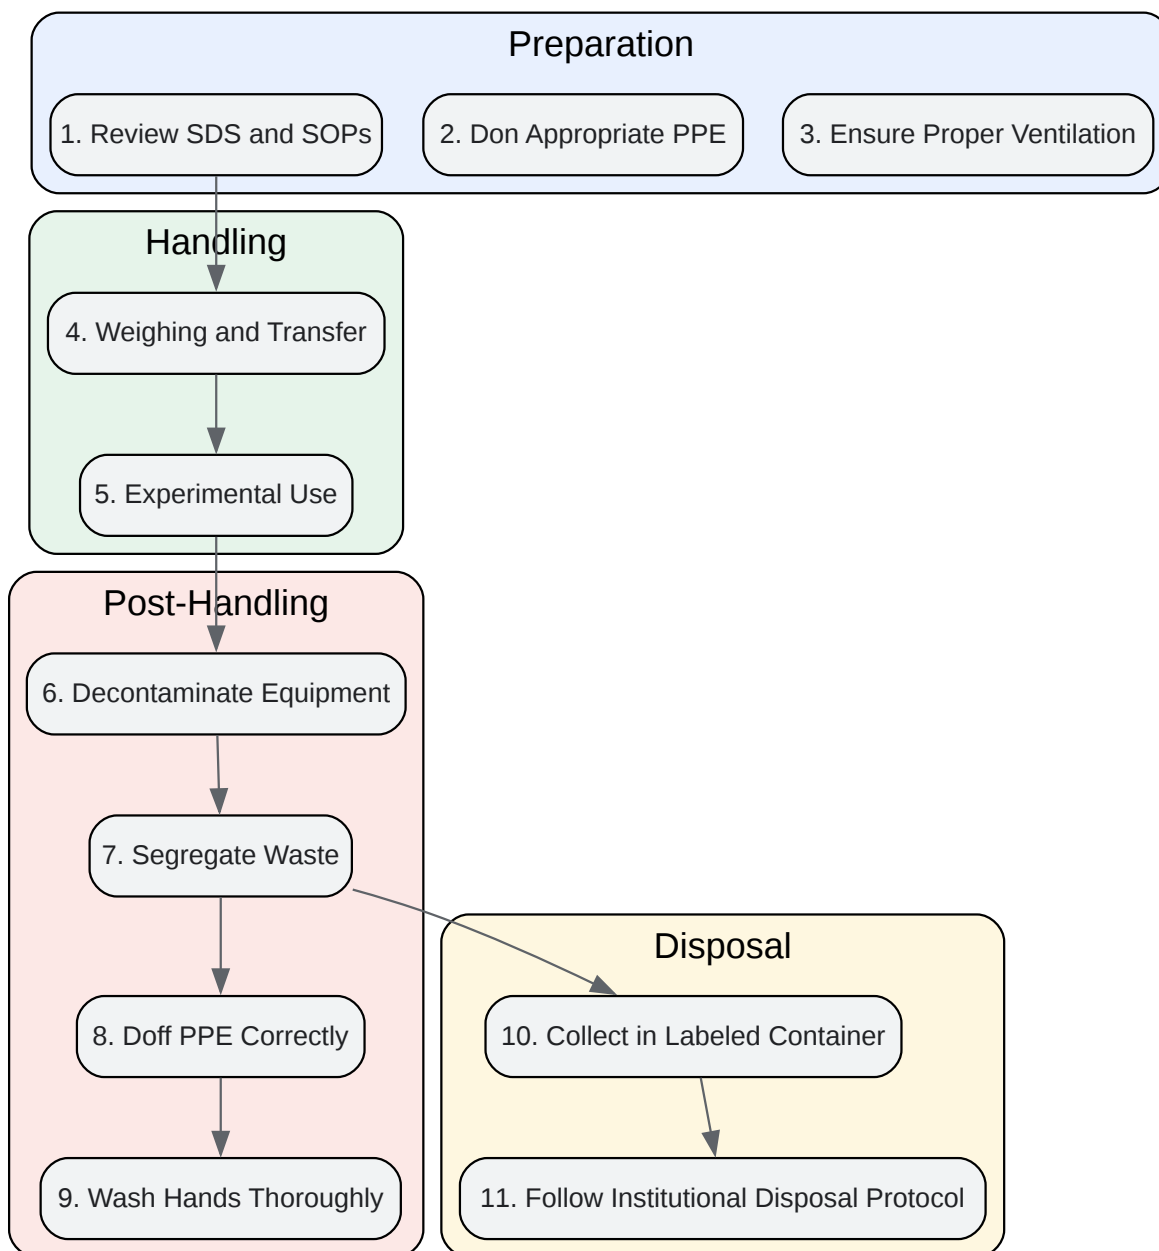 Preparation
1. Review SDS and SOPs
2. Don Appropriate PPE
3. Ensure Proper Ventilation
Handling
4. Weighing and Transfer
5. Experimental Use
Post-Handling
6. Decontaminate Equipment
7. Segregate Waste
8. Doff PPE Correctly
9. Wash Hands Thoroughly
Disposal
10. Collect in Labeled Container
11. Follow Institutional Disposal Protocol